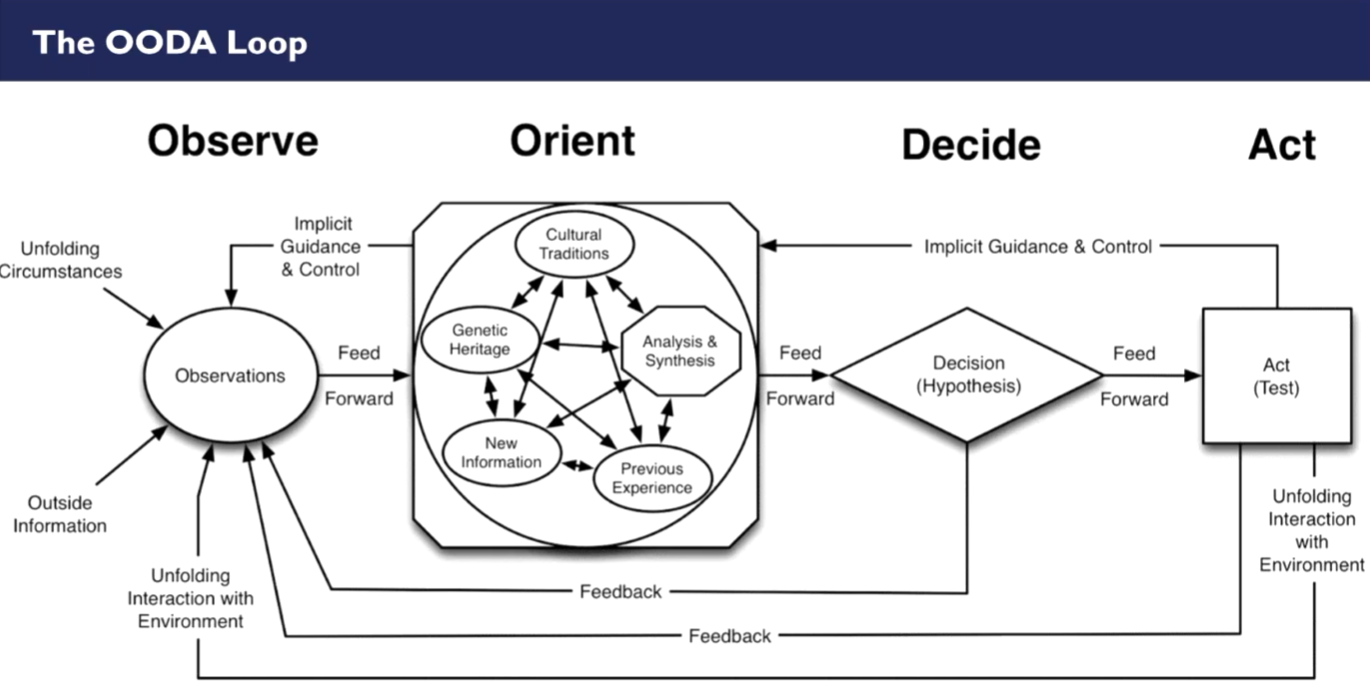 The OODA Loop
Observe
Orient
Decide
Act
Unfolding
Circumstances
Implicit
Guidance
& Control
Cultural
Traditions
Implicit Guidance & Control
Genetic
Heritage
Analysis &
Synthesis
Observations
Feed
Forward
Feed
Forward
Decision
(Hypothesis)
Feed
Forward
Act
(Test)
New
Information
Previous
Experience
Outside
Information
Unfolding
Interaction
with
Environment
Unfolding
Interaction with
Environment
Feedback
Feedback